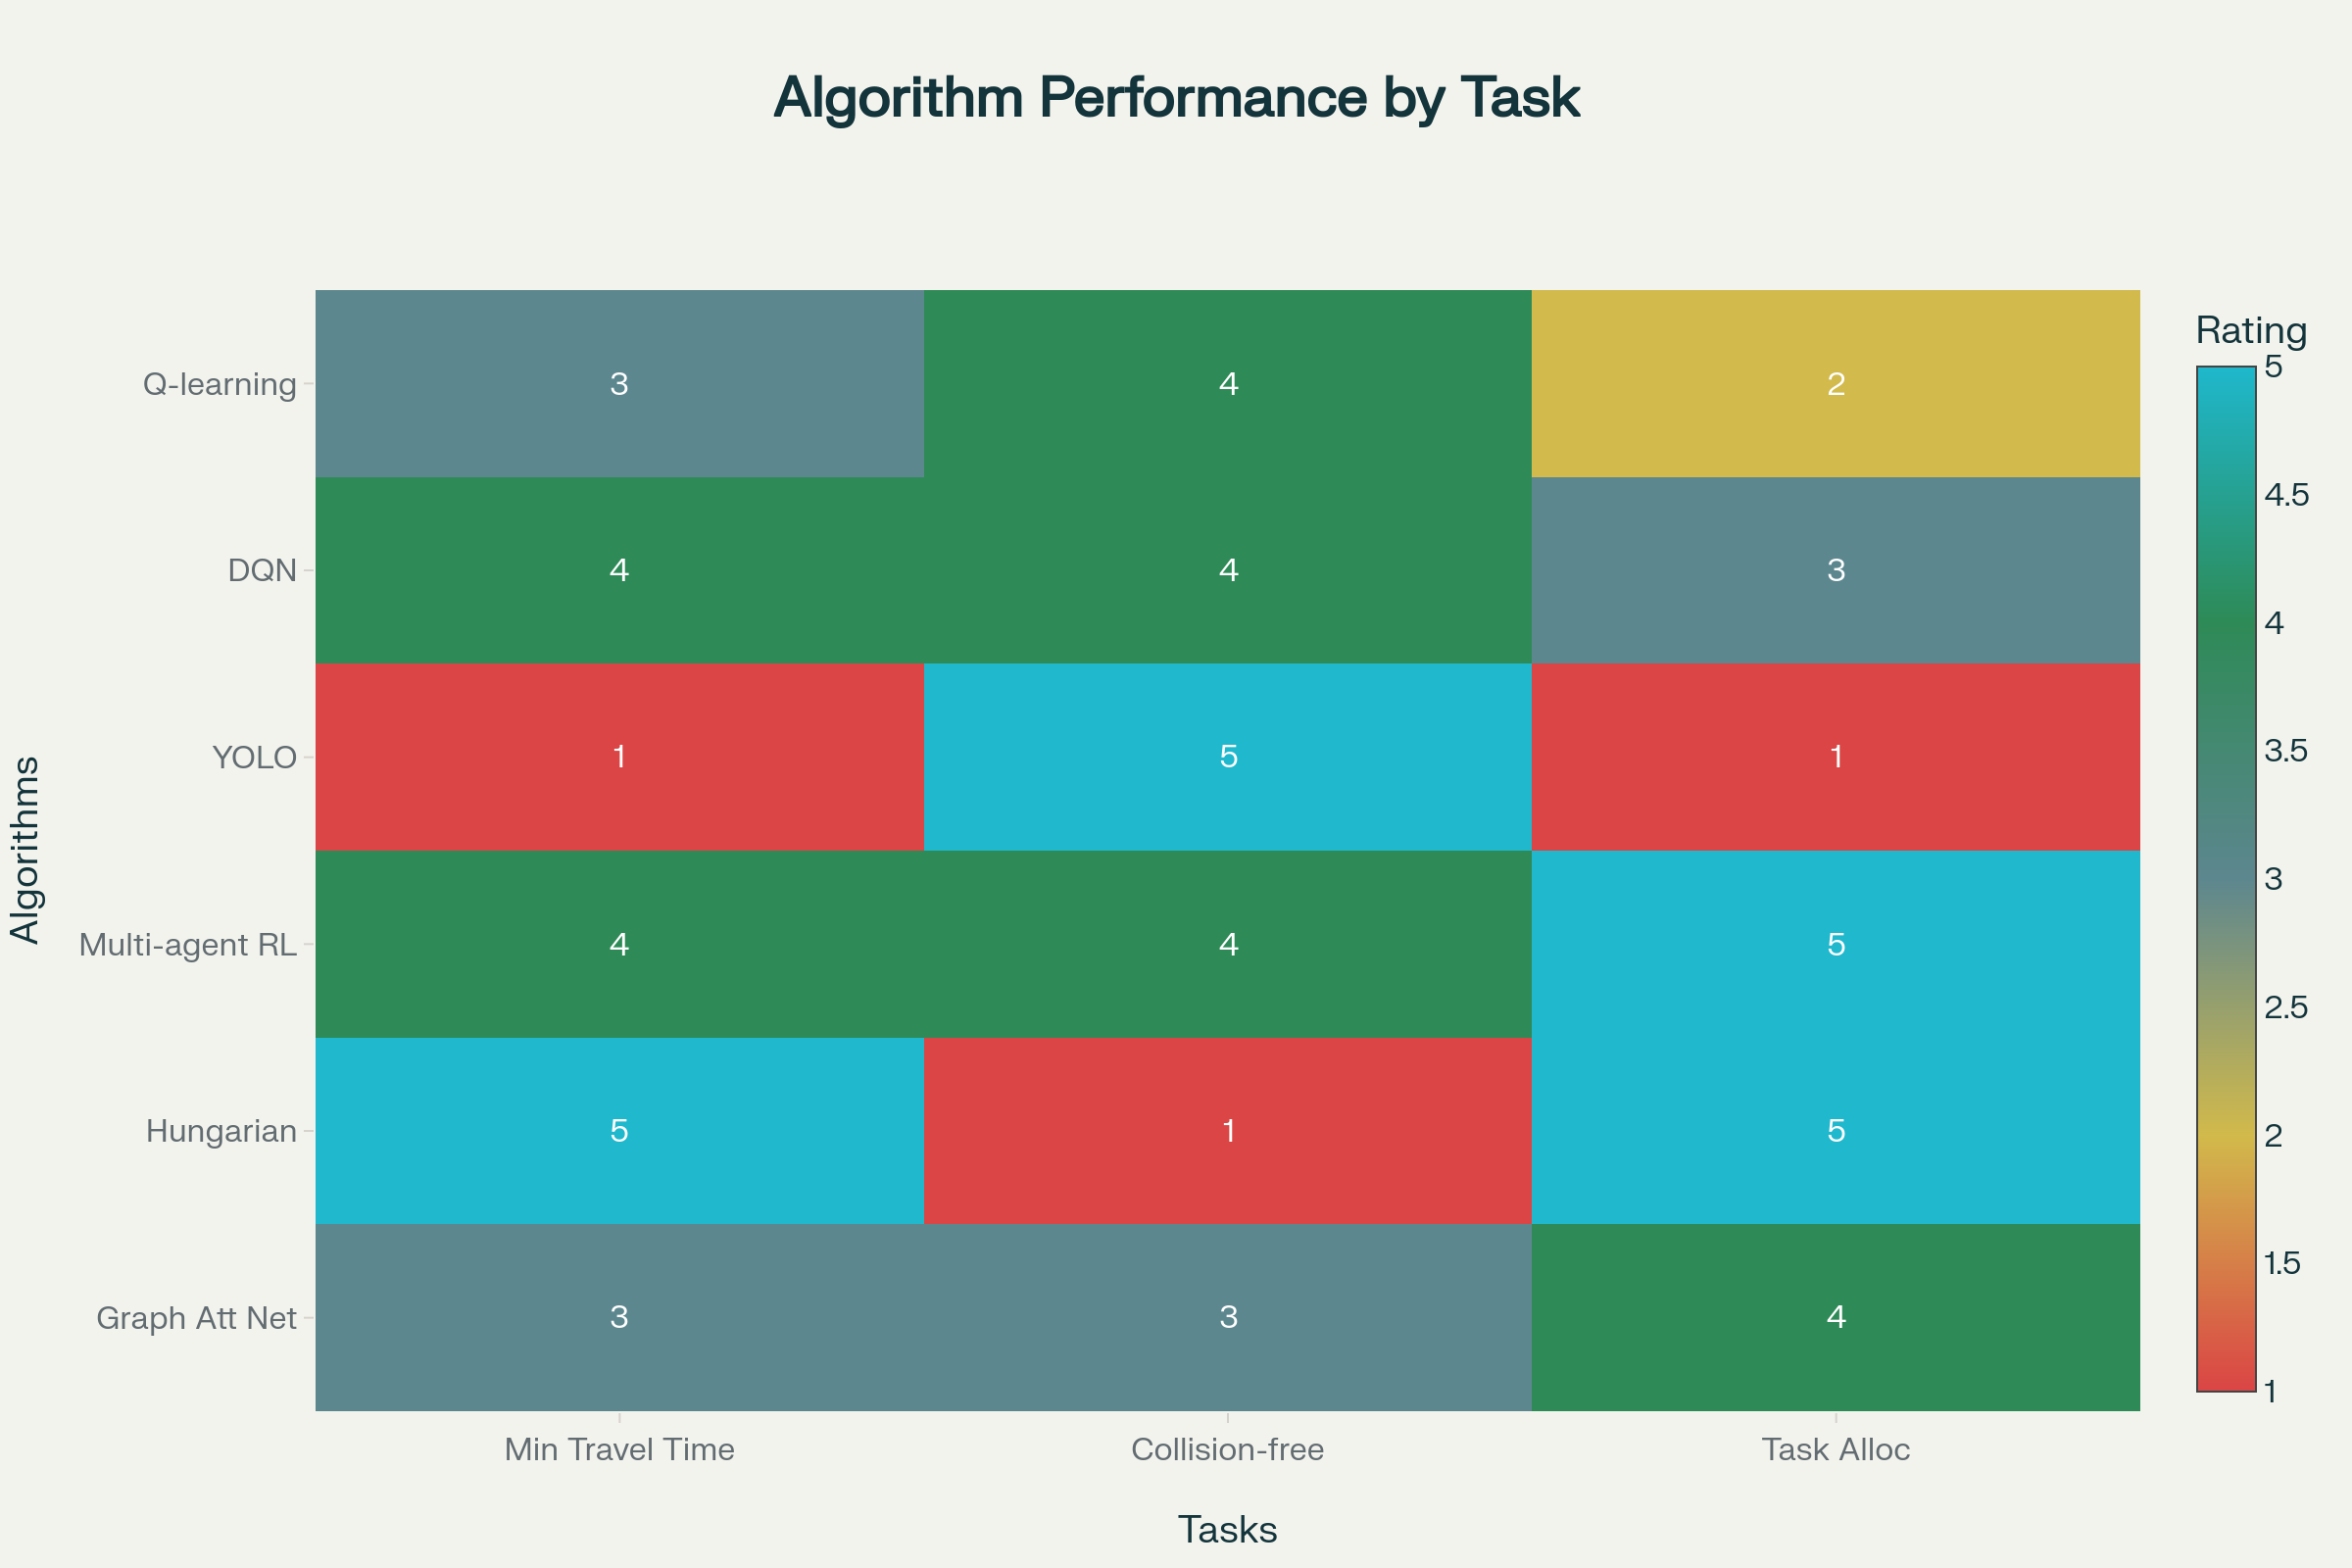 Algorithm Performance by Task
Rating
5
4.5
4
3.5
3
2.5
2
1.5
1
Algorithms
Q-learning 3 4 2
DQN 4 4 3
YOLO 1 5 1
Multi-agent RL 4 4 5
Hungarian 5 1 5
Graph Att Net 3 3 4
Min Travel Time Collision-free Task Alloc
Tasks